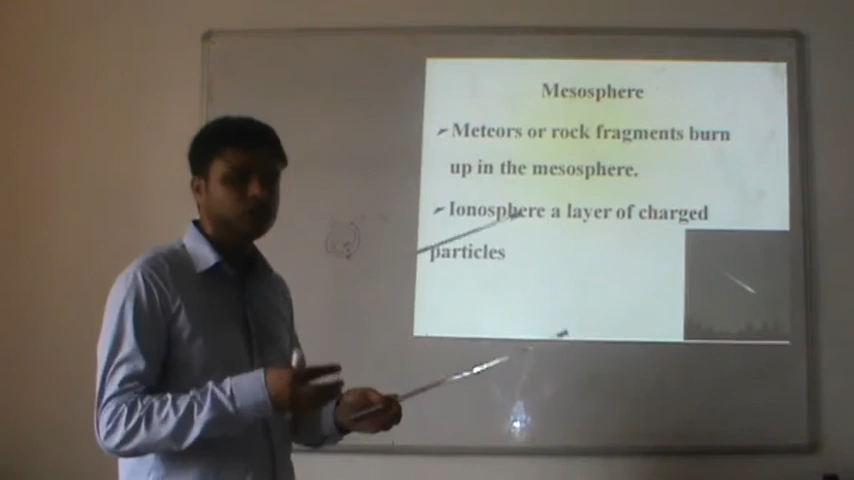 Mesosphere
Meteors or rock fragments burn
up in the mesosphere.
Ionosphere a layer of charged
particles